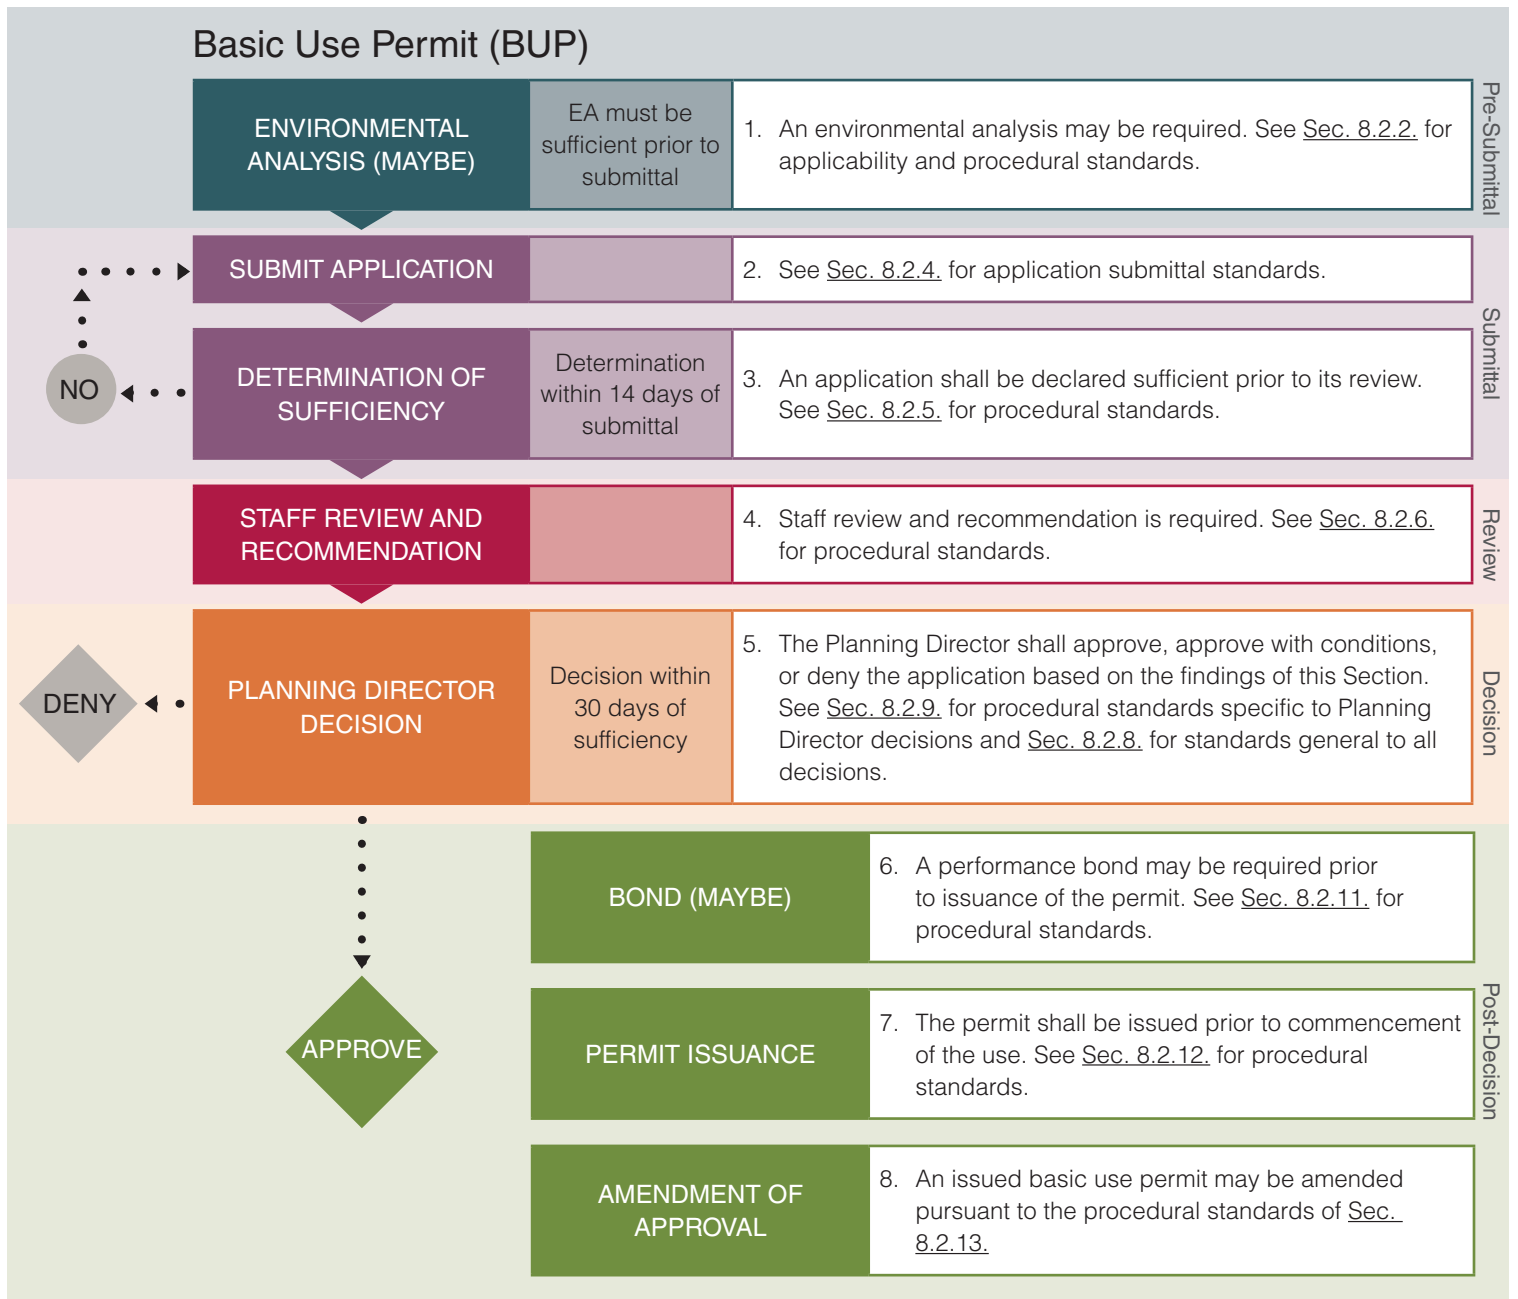 Basic Use Permit (BUP)
Pre-Submittal
ENVIRONMENTAL
ANALYSIS (MAYBE)
EA must be
sufficient prior to
submittal
1. An environmental analysis may be required. See Sec. 8.2.2. for
applicability and procedural standards.
Submittal
SUBMIT APPLICATION
2. See Sec. 8.2.4. for application submittal standards.
NO
DETERMINATION OF
SUFFICIENCY
Determination
within 14 days of
submittal
3. An application shall be declared sufficient prior to its review.
See Sec. 8.2.5. for procedural standards.
Review
STAFF REVIEW AND
RECOMMENDATION
4. Staff review and recommendation is required. See Sec. 8.2.6.
for procedural standards.
Decision
DENY
PLANNING DIRECTOR
DECISION
Decision within
30 days of
sufficiency
5. The Planning Director shall approve, approve with conditions,
or deny the application based on the findings of this Section.
See Sec. 8.2.9. for procedural standards specific to Planning
Director decisions and Sec. 8.2.8. for standards general to all
decisions.
Post-Decision
APPROVE
BOND (MAYBE)
6. A performance bond may be required prior
to issuance of the permit. See Sec. 8.2.11. for
procedural standards.
PERMIT ISSUANCE
7. The permit shall be issued prior to commencement
of the use. See Sec. 8.2.12. for procedural
standards.
AMENDMENT OF
APPROVAL
8. An issued basic use permit may be amended
pursuant to the procedural standards of Sec.
8.2.13.